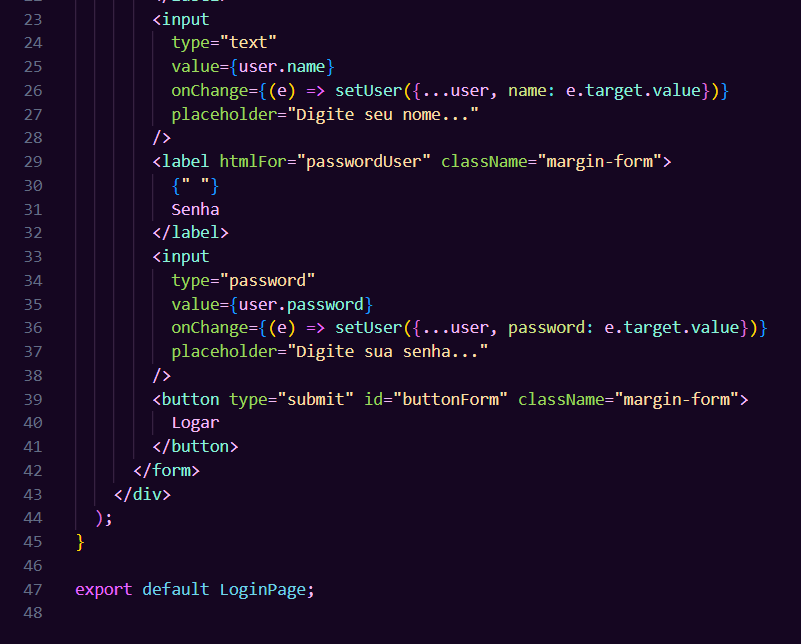 23 <input
24 type="text"
25 value={user.name}
26 onChange={(e) => setUser({...user, name: e.target.value})}
27 placeholder="Digite seu nome..."
28 />
29 <label htmlFor="passwordUser" className="margin-form">
30 {" "}
31 Senha
32 </label>
33 <input
34 type="password"
35 value={user.password}
36 onChange={(e) => setUser({...user, password: e.target.value})}
37 placeholder="Digite sua senha..."
38 />
39 <button type="submit" id="buttonForm" className="margin-form">
40 Logar
41 </button>
42 </form>
43 </div>
44 );
45 }
46
47 export default LoginPage;
48